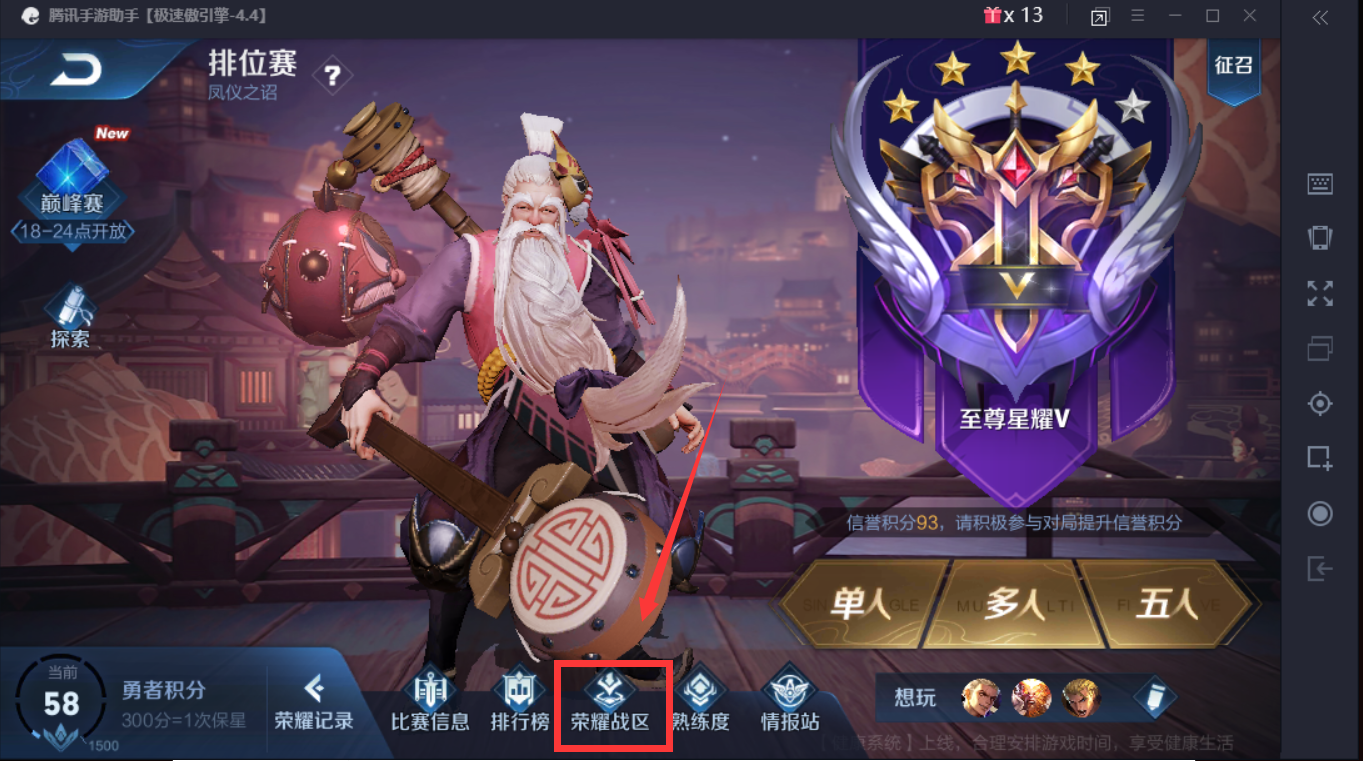 腾讯手游助手【极速傲引擎-4.4】
x 13
排位赛
?
凤仪之诏
征召
New
巅峰赛
18-24点开放
探索
V
至尊星耀V
信誉积分93，请积极参与对局提升信誉积分
单人
多人
五人
当前
58
1500
勇者积分
300分=1次保星
荣耀记录
比赛信息
排行榜
荣耀战区
熟练度
情报站
想玩
系统】上线，合理安排游戏时间，享受健康生活